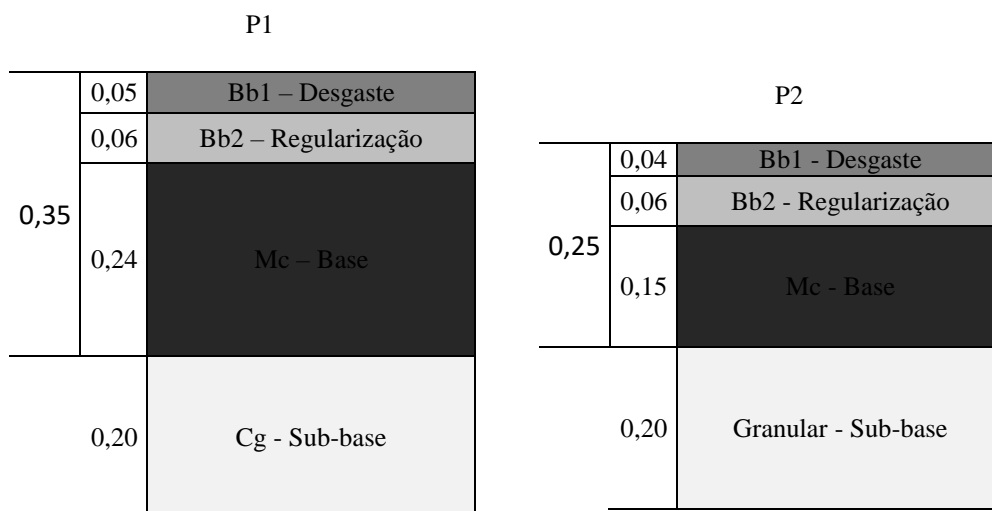 P1
0,35
0,05
Bb1 – Desgaste
0,06
Bb2 – Regularização
0,24
Mc – Base
0,20
Cg - Sub-base
P2
0,25
0,04
Bb1 - Desgaste
0,06
Bb2 - Regularização
0,15
Mc - Base
0,20
Granular - Sub-base